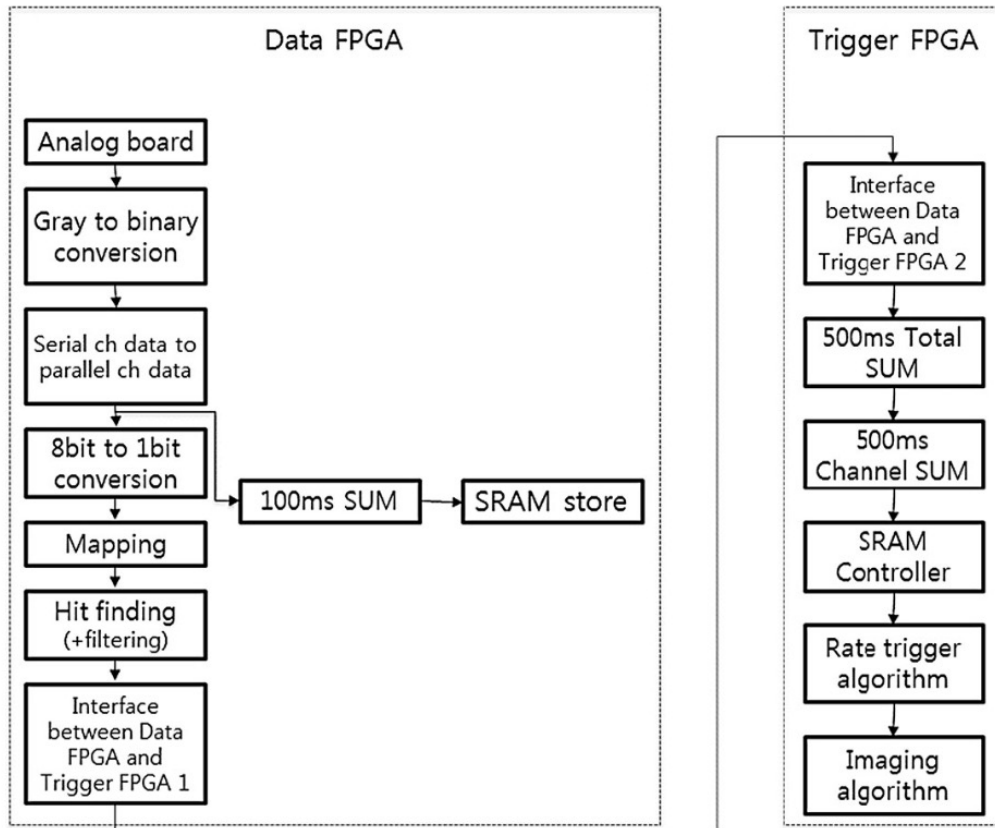 Data FPGA
Analog board
Gray to binary
conversion
Serial ch data to
parallel ch data
8bit to 1bit
conversion
100ms SUM
SRAM store
Mapping
Hit finding
(+filtering)
Interface
between Data
FPGA and
Trigger FPGA 1
Trigger FPGA
Interface
between Data
FPGA and
Trigger FPGA 2
500ms Total
SUM
500ms
Channel SUM
SRAM
Controller
Rate trigger
algorithm
Imaging
algorithm